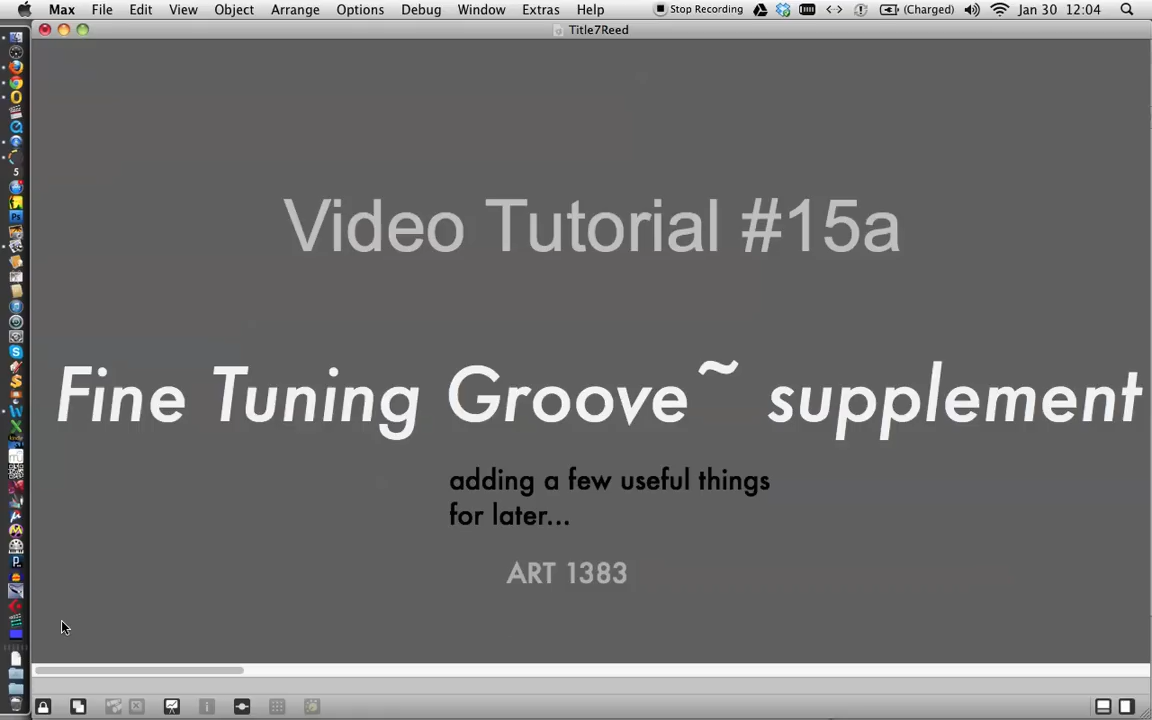 Max File Edit View Object Arrange Options Debug Window Extras Help Stop Recording (Charged) Jan 30 12:04
Title7Reed
Video Tutorial #15a
Fine Tuning Groove~ supplement
adding a few useful things
for later...
ART 1383